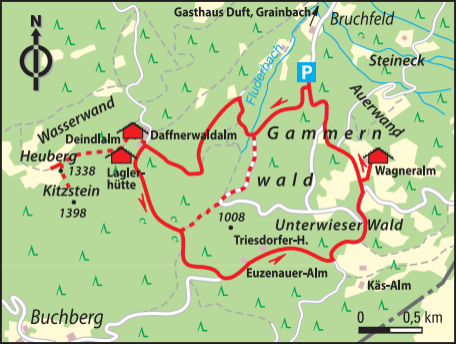 Gasthaus Duft, Grainbach
Bruchfeld
N
Steineck
P
Fluderbach
Auerwand
Wasserwand
Deindlalm
Daffnerwaldalm
Gammern
wald
Heuberg
1338
Lagler-
hütte
Wagneralm
Kitzstein
1398
1008
Unterwieser Wald
Triesdorfer-H.
Euzenauer-Alm
Käs-Alm
Buchberg
0 0,5 km